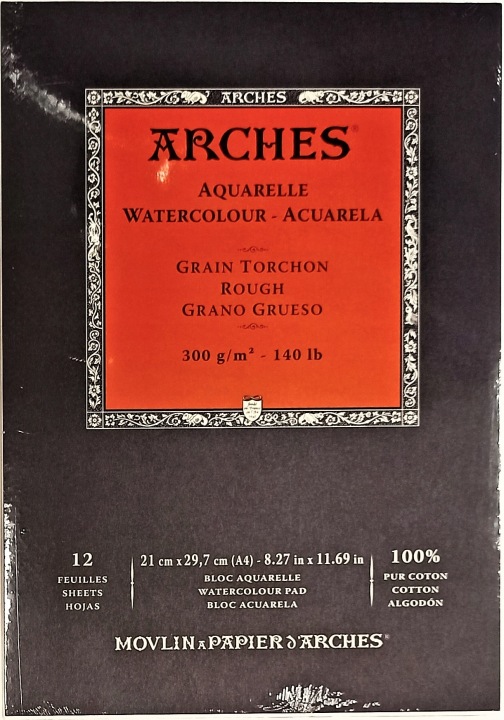 ARCHES
ARCHES®
AQUARELLE
WATERCOLOUR - ACUARELA
GRAIN TORCHON
ROUGH
GRANO GRUESO
300 g/m² - 140 lb
12
FEUILLES
SHEETS
HOJAS
21 cm x 29,7 cm (A4) - 8.27 in x 11.69 in
BLOC AQUARELLE
WATERCOLOUR PAD
BLOC ACUARELA
100%
PUR COTON
COTTON
ALGODÓN
MOVLIN A PAPIER D'ARCHES®